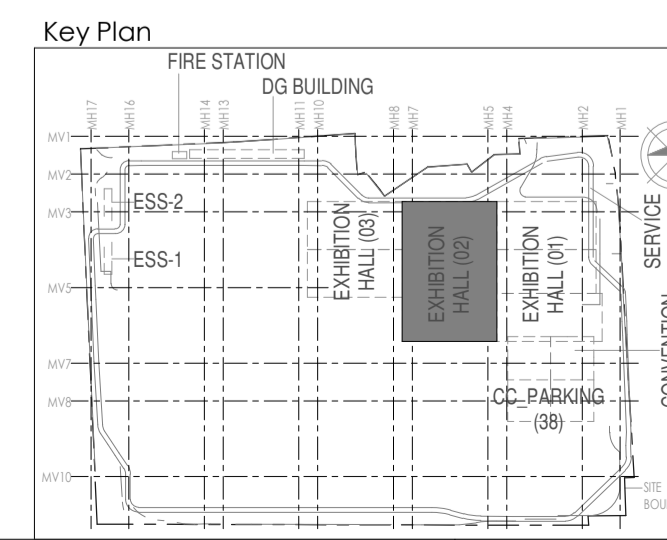 Key Plan
FIRE STATION
DG BUILDING
MH17
MH16
MH14
MH13
MH11
MH10
MH8
MH7
MH5
MH4
MH2
MH1
MV1
MV2
MV3
MV5
MV7
MV8
MV10
ESS-2
ESS-1
EXHIBITION
HALL (03)
EXHIBITION
HALL (02)
EXHIBITION
HALL (01)
SERVICE
CC_PARKING
(38)
SITE